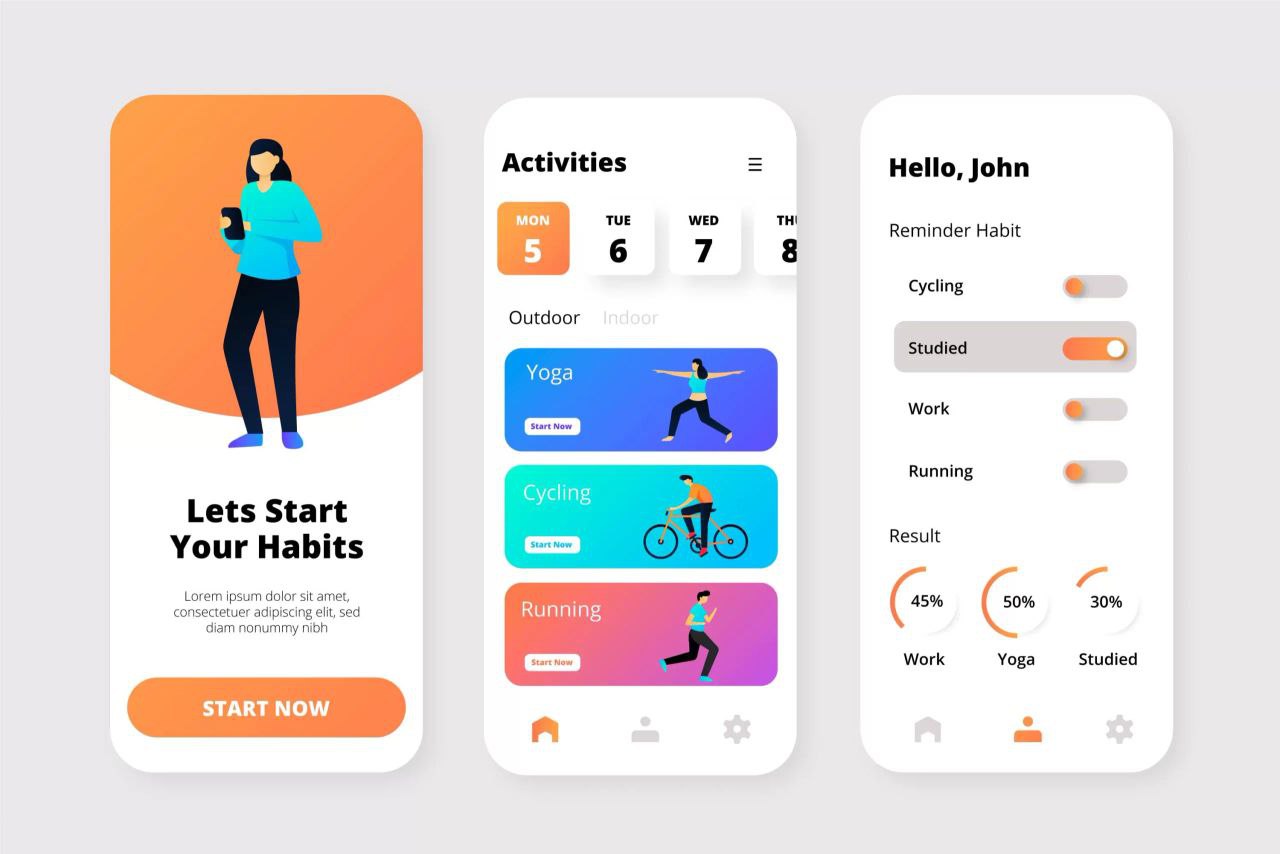 Lets Start
Your Habits
Lorem ipsum dolor sit amet,
consectetuer adipiscing elit, sed
diam nonummy nibh
START NOW
Activities
MON TUE WED THU
5 6 7 8
Outdoor Indoor
Yoga
Start Now
Cycling
Start Now
Running
Start Now
Hello, John
Reminder Habit
Cycling
Studied
Work
Running
Result
45% 50% 30%
Work Yoga Studied